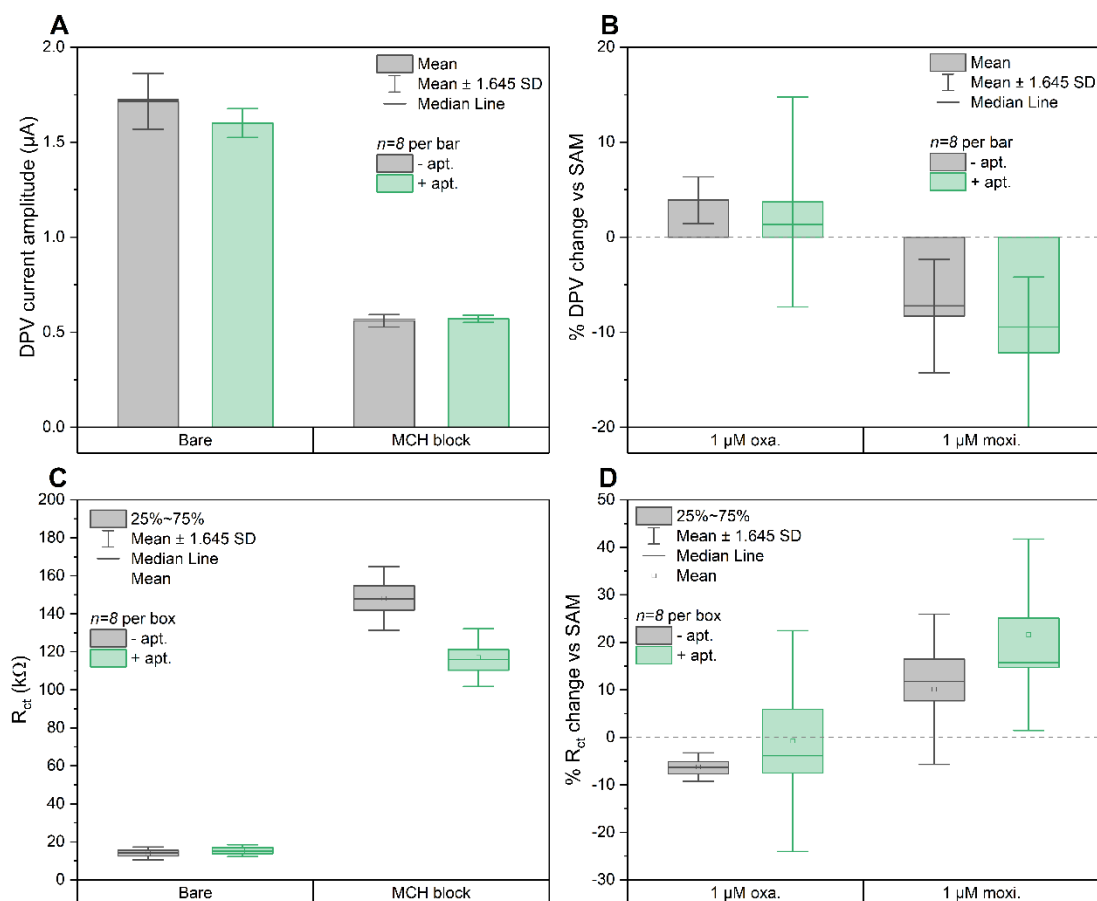 A
DPV current amplitude (µA)
2.0
1.5
1.0
0.5
0.0
Mean
Mean ± 1.645 SD
Median Line
n=8 per bar
- apt.
+ apt.
Bare
MCH block
B
% DPV change vs SAM
20
10
0
-10
-20
Mean
Mean ± 1.645 SD
Median Line
n=8 per bar
- apt.
+ apt.
1 µM oxa.
1 µM moxi.
C
R_ct (kΩ)
200
180
160
140
120
100
80
60
40
20
0
25%~75%
Mean ± 1.645 SD
Median Line
Mean
n=8 per box
- apt.
+ apt.
Bare
MCH block
D
% R_ct change vs SAM
50
40
30
20
10
0
-10
-20
-30
25%~75%
Mean ± 1.645 SD
Median Line
Mean
n=8 per box
- apt.
+ apt.
1 µM oxa.
1 µM moxi.